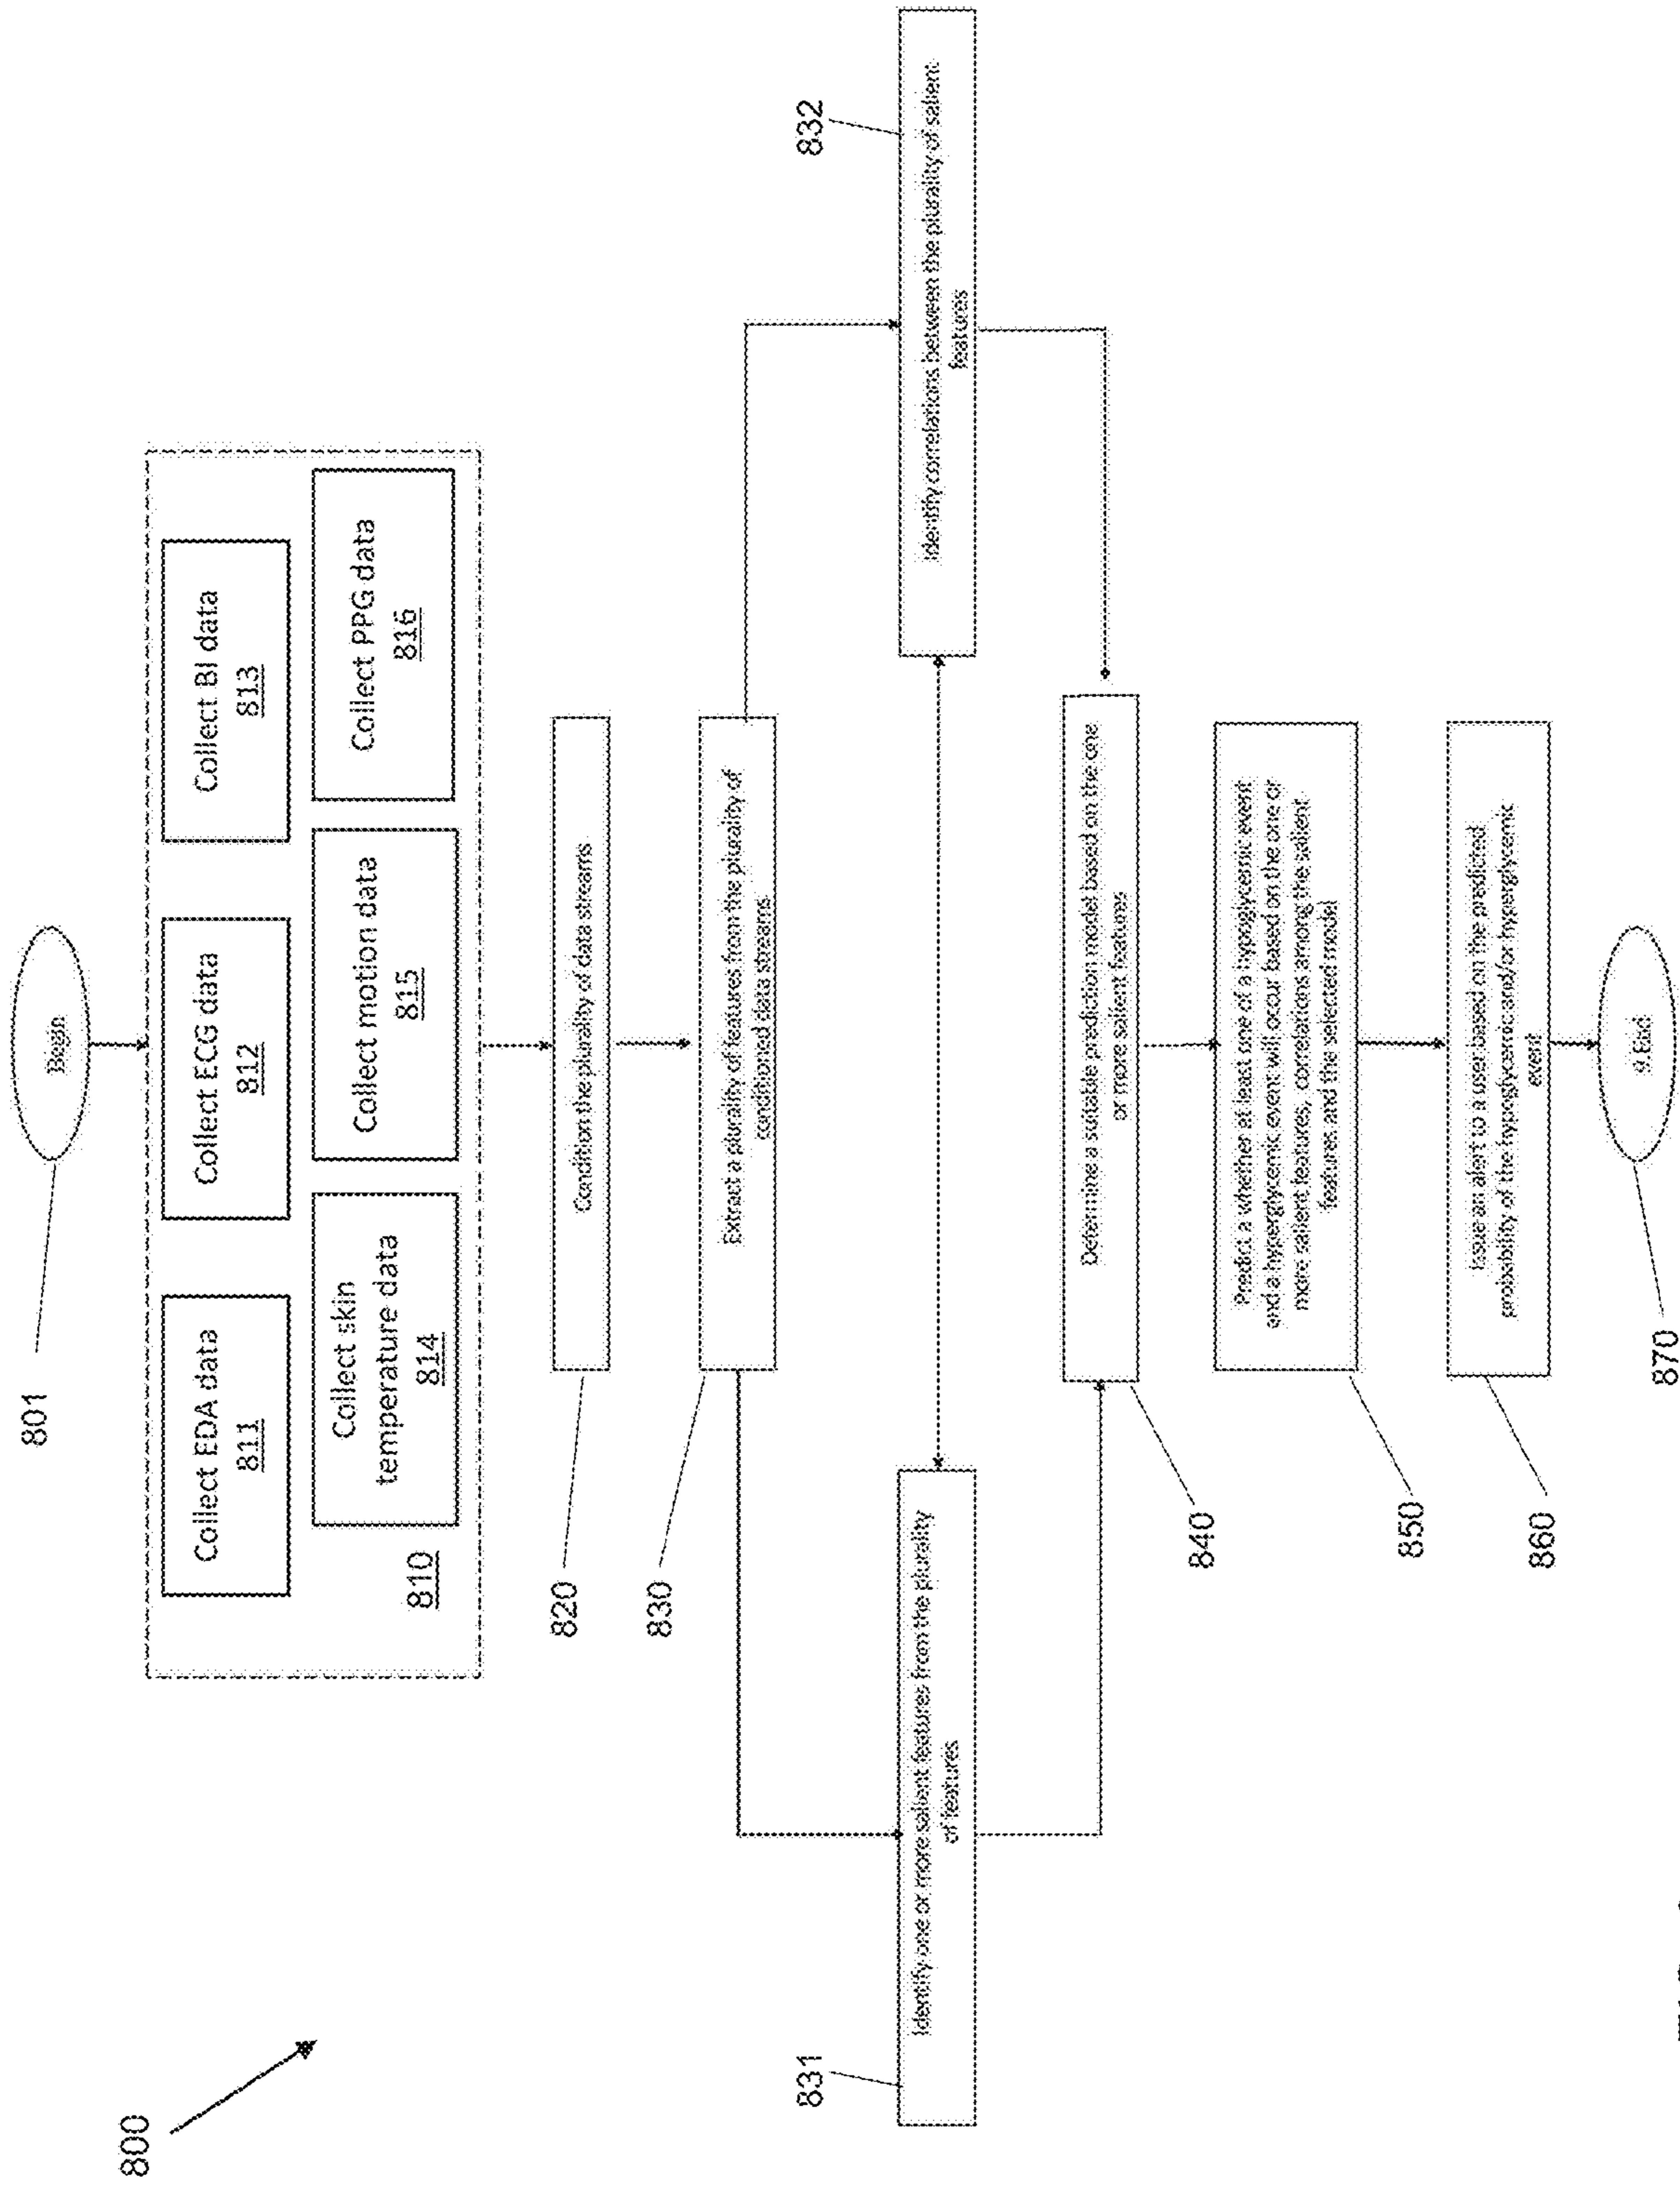 800
801
Begin
Collect EDA data
811
Collect ECG data
812
Collect BI data
813
Collect skin
temperature data
814
Collect motion data
815
Collect PPG data
816
810
820
Condition the plurality of data streams
830
Extract a plurality of features from the plurality of
conditioned data streams
831
Identify one or more salient features from the plurality
of features
832
Identify correlations between the plurality of salient
features
840
Determine a suitable prediction model based on the one
or more salient features
850
Predict a whether at least one of a hypoglycemic event
and a hyperglycemic event will occur based on the one or
more salient features, correlations among the salient
features and the selected model
860
Issue an alert to a user based on the predicted
probability of the hypoglycemic and/or hyperglycemic
event
870
9. End